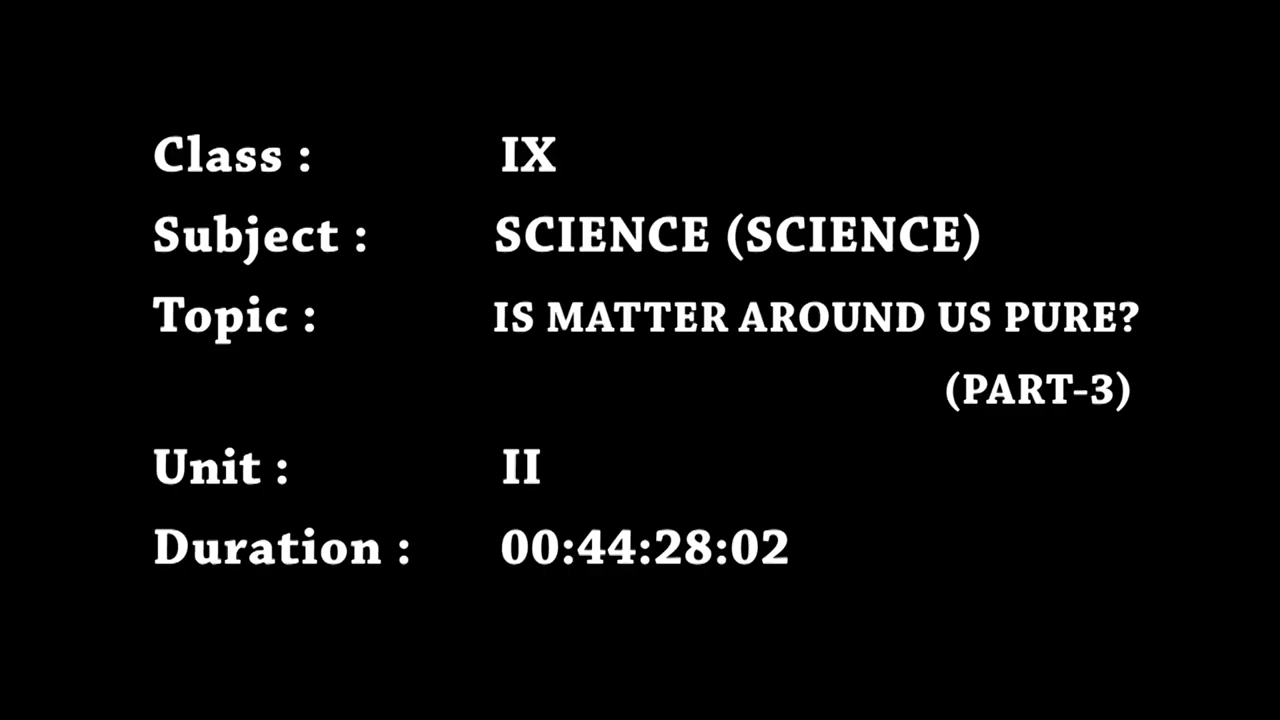 Class : IX
Subject : SCIENCE (SCIENCE)
Topic : IS MATTER AROUND US PURE?
(PART-3)
Unit : II
Duration : 00:44:28:02